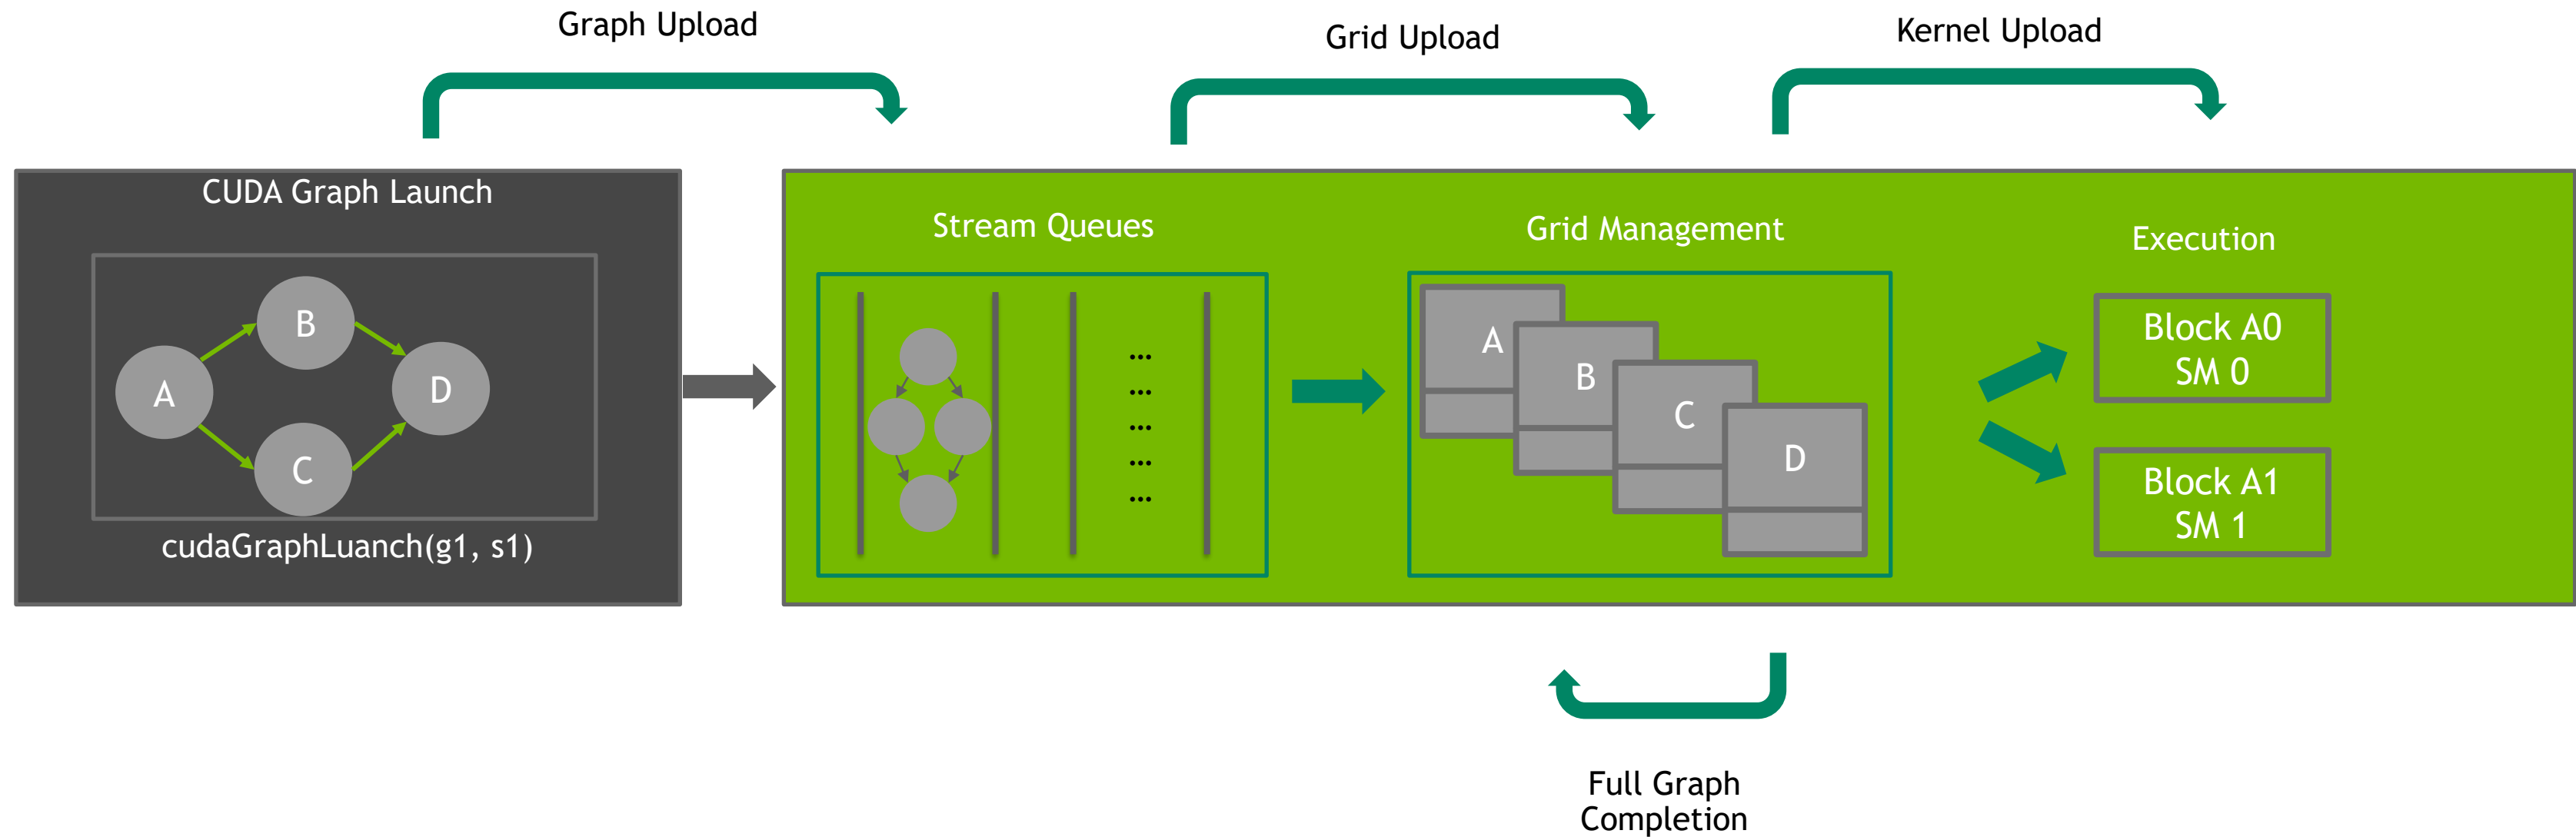 Graph Upload
Grid Upload
Kernel Upload
CUDA Graph Launch
A
B
C
D
cudaGraphLuanch(g1, s1)
Stream Queues
...
...
...
...
...
Grid Management
A
B
C
D
Execution
Block A0
SM 0
Block A1
SM 1
Full Graph
Completion